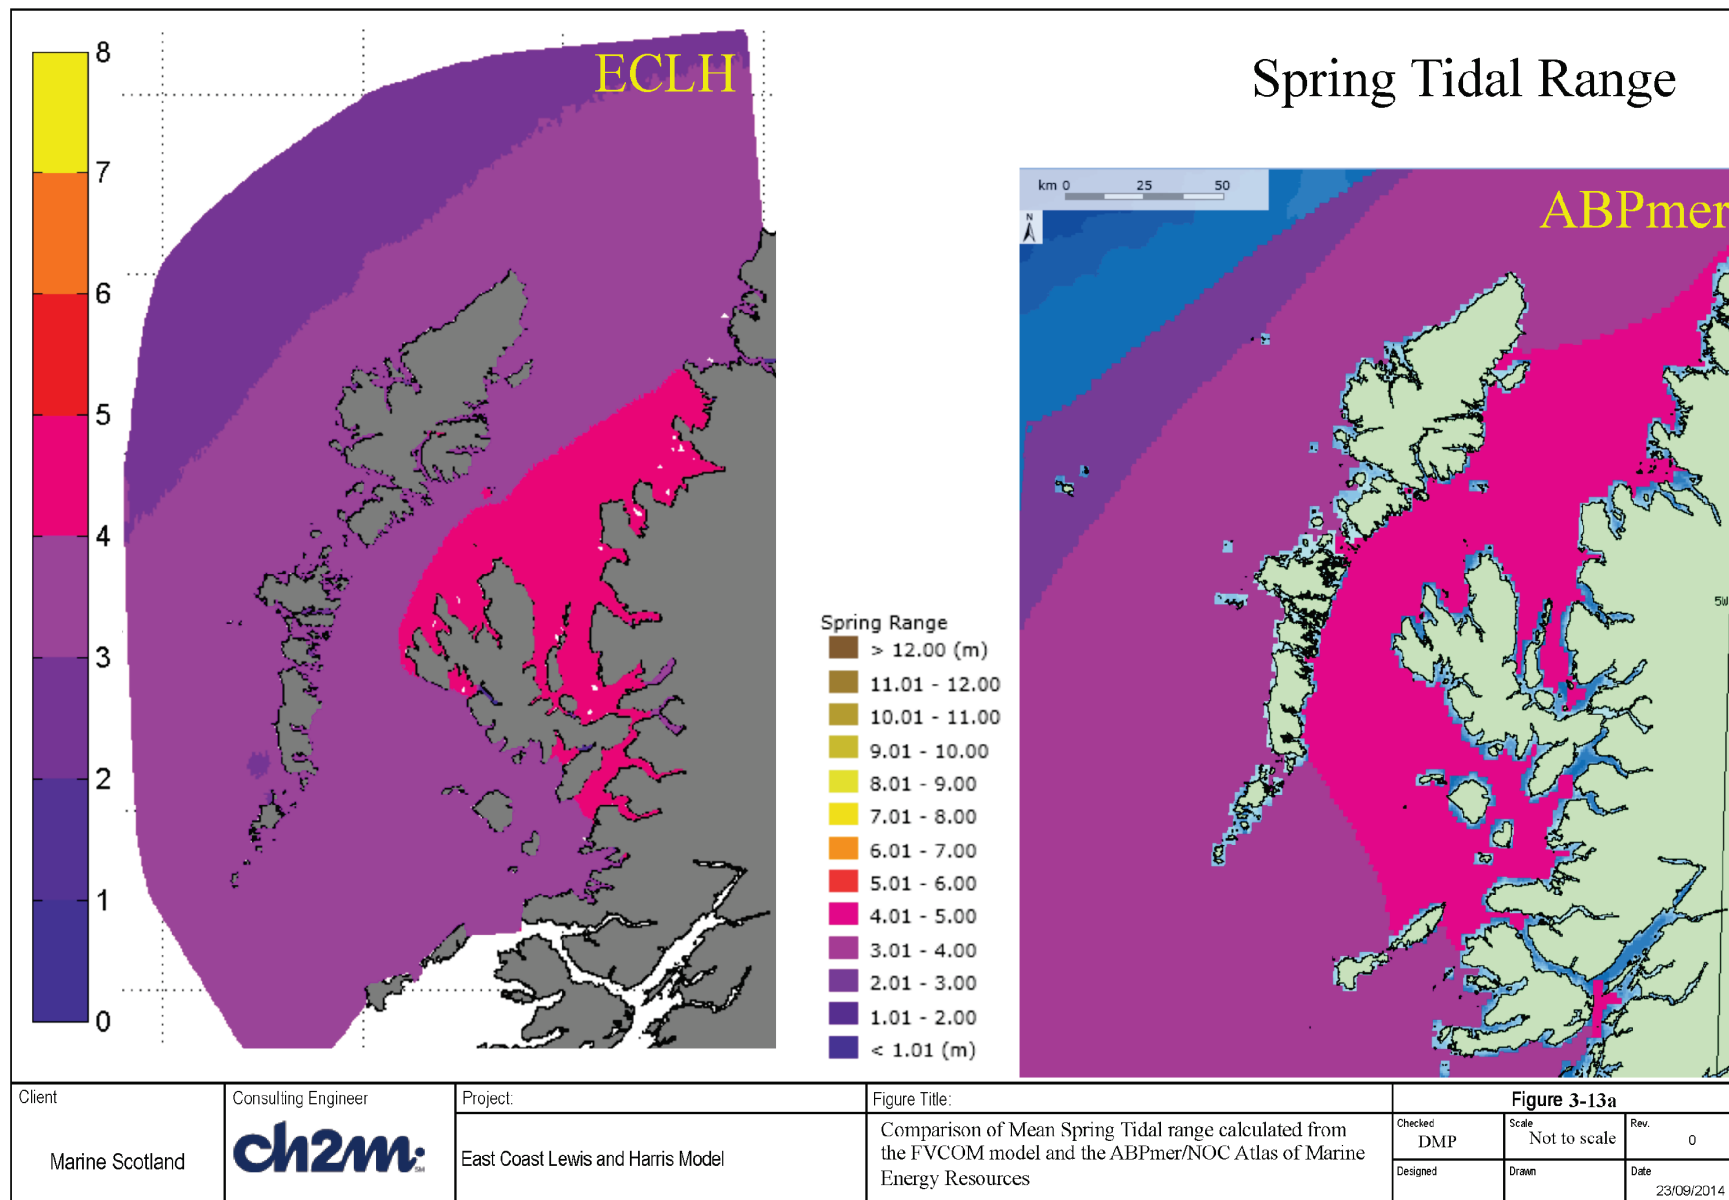 8
7
6
5
4
3
2
1
0
ECLH
Spring Tidal Range
km 0 25 50
N
ABPmer
5W
Spring Range
> 12.00 (m)
11.01 - 12.00
10.01 - 11.00
9.01 - 10.00
8.01 - 9.00
7.01 - 8.00
6.01 - 7.00
5.01 - 6.00
4.01 - 5.00
3.01 - 4.00
2.01 - 3.00
1.01 - 2.00
< 1.01 (m)
Client
Marine Scotland
Consulting Engineer
ch2m:
SM
Project:
East Coast Lewis and Harris Model
Figure Title:
Comparison of Mean Spring Tidal range calculated from
the FVCOM model and the ABPmer/NOC Atlas of Marine
Energy Resources
Figure 3-13a
Checked
DMP
Scale
Not to scale
Rev.
0
Designed
Drawn
Date
23/09/2014